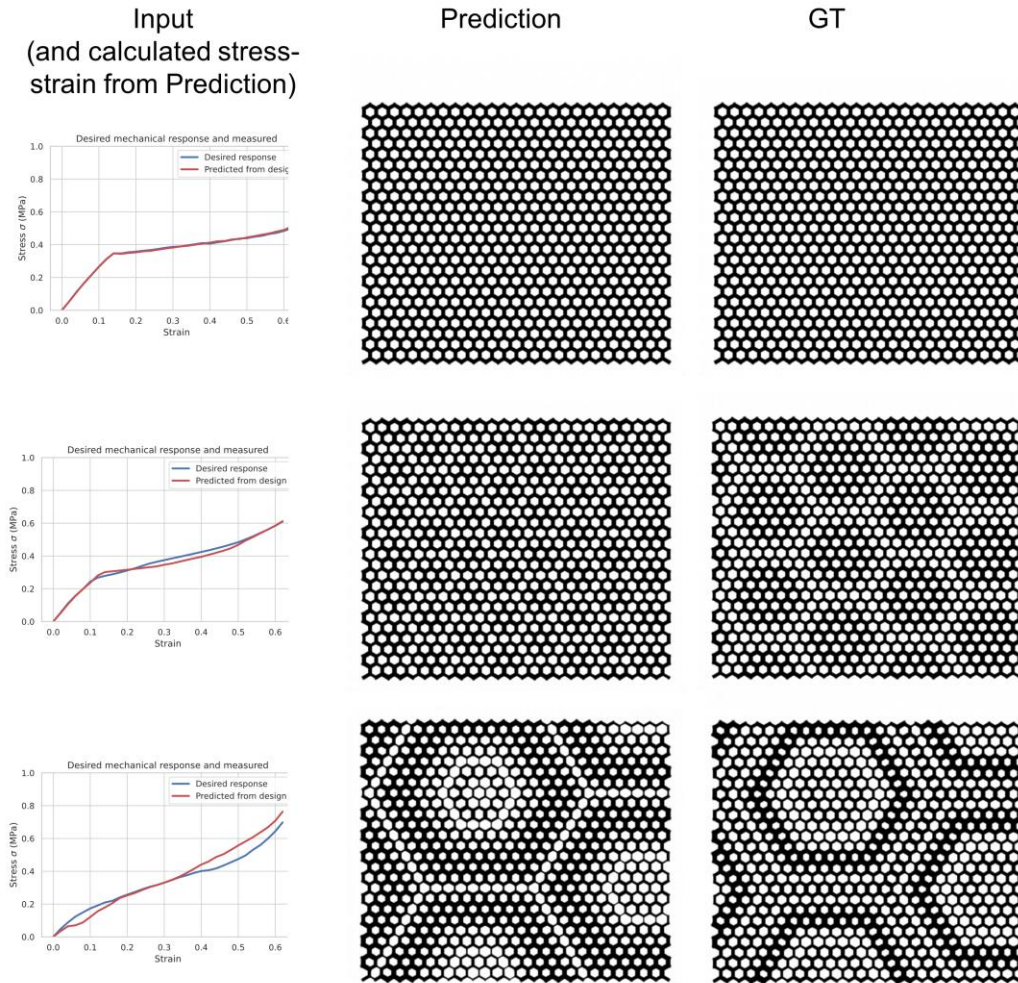 Input
(and calculated stress-
strain from Prediction)
Prediction
GT
Desired mechanical response and measured
Desired response
Predicted from desig
Stress σ (MPa)
1.0
0.8
0.6
0.4
0.2
0.0
0.0 0.1 0.2 0.3 0.4 0.5 0.6
Strain
Desired mechanical response and measured
Desired response
Predicted from design
Stress σ (MPa)
1.0
0.8
0.6
0.4
0.2
0.0
0.0 0.1 0.2 0.3 0.4 0.5 0.6
Strain
Desired mechanical response and measured
Desired response
Predicted from design
Stress σ (MPa)
1.0
0.8
0.6
0.4
0.2
0.0
0.0 0.1 0.2 0.3 0.4 0.5 0.6
Strain